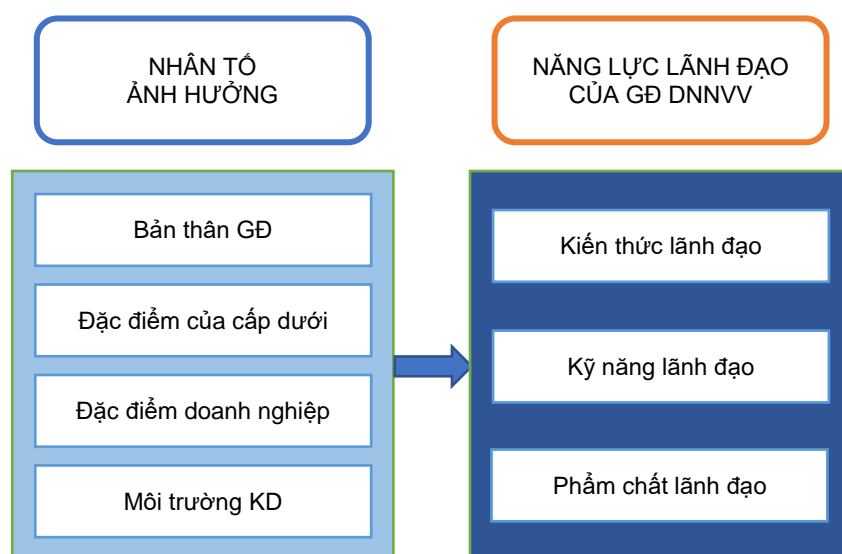 NHÂN TỐ
ẢNH HƯỞNG
NĂNG LỰC LÃNH ĐẠO
CỦA GĐ DNNVV
Bản thân GĐ
Đặc điểm của cấp dưới
Đặc điểm doanh nghiệp
Môi trường KD
Kiến thức lãnh đạo
Kỹ năng lãnh đạo
Phẩm chất lãnh đạo